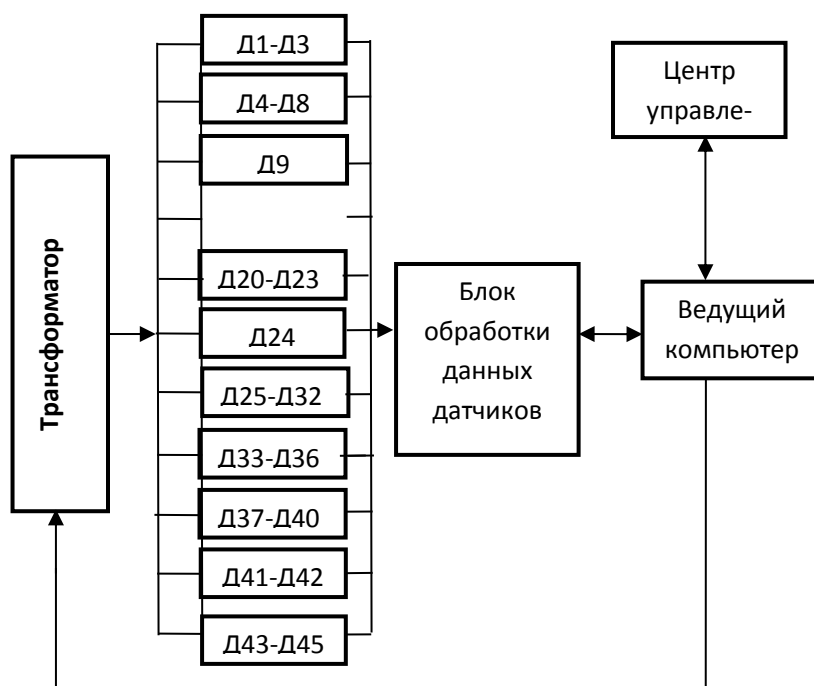 Д1-Д3
Д4-Д8
Д9
Д20-Д23
Д24
Д25-Д32
Д33-Д36
Д37-Д40
Д41-Д42
Д43-Д45
Трансформатор
Блок
обработки
данных
датчиков
Центр
управле-
Ведущий
компьютер